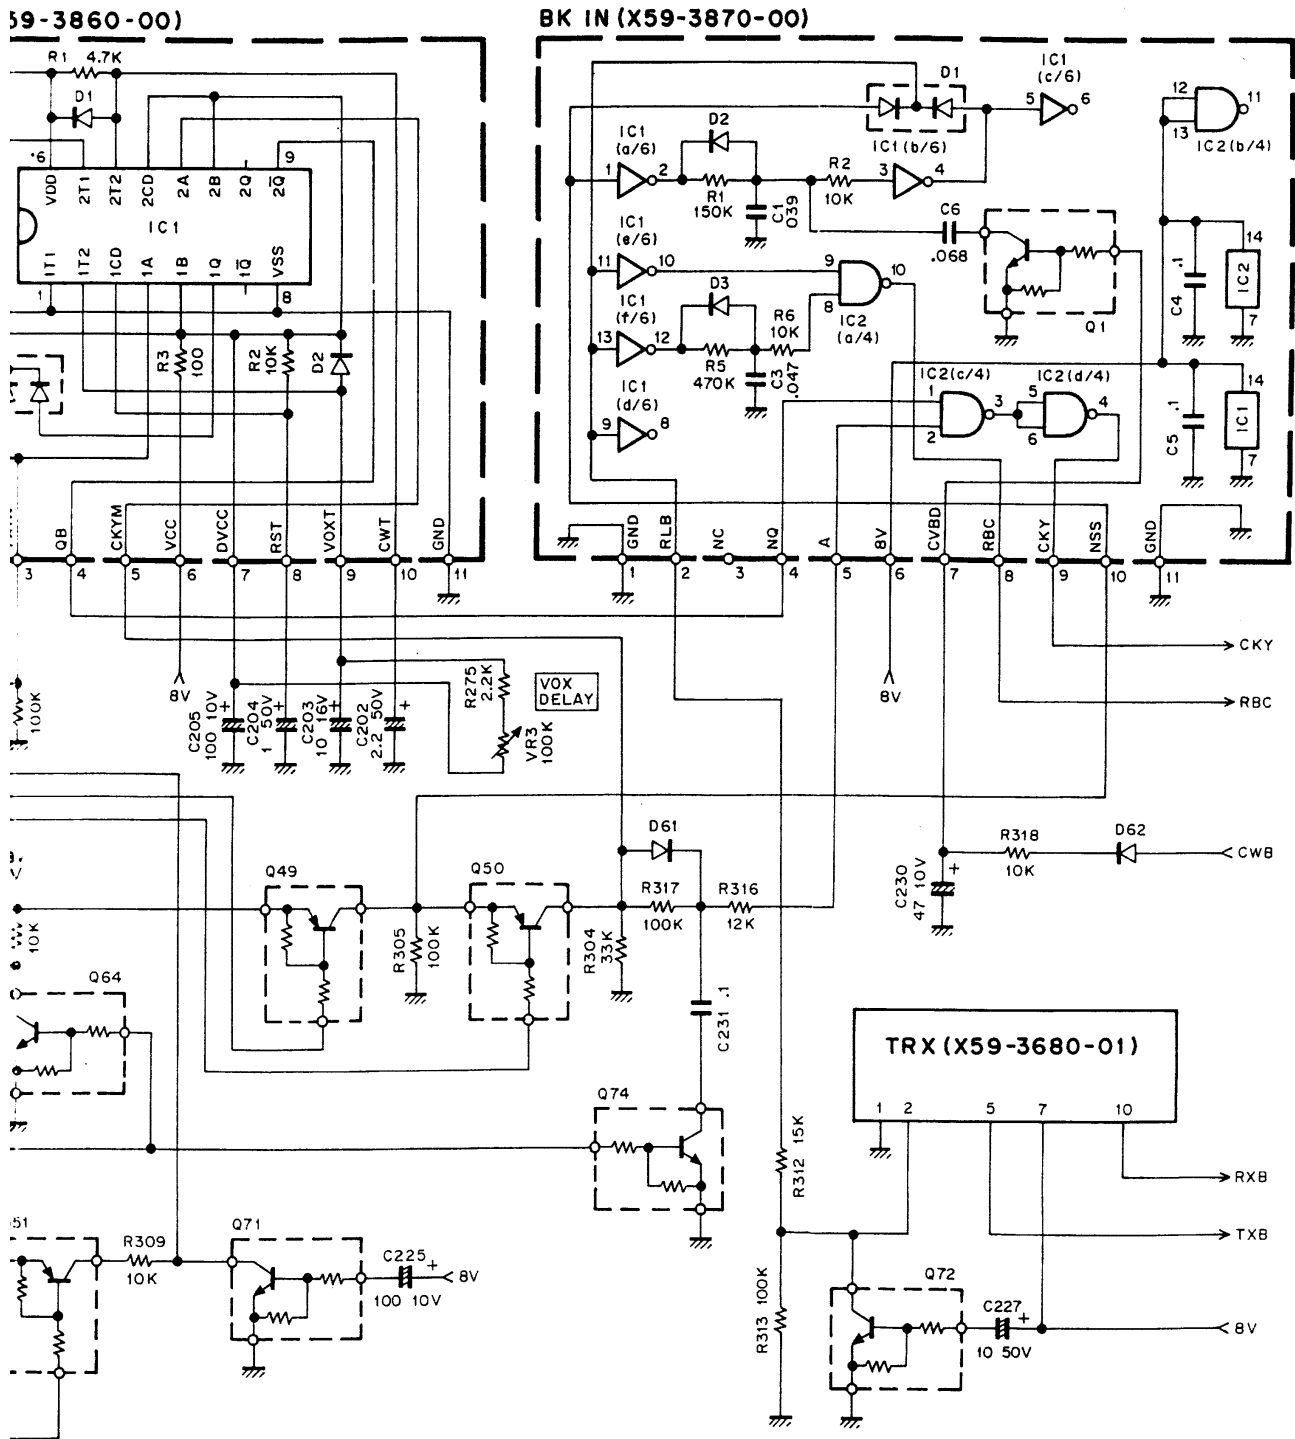 59-3860-00)
BK IN (X59-3870-00)
R1 4.7K
D1
6
9
VDD
2T1
2T2
2CD
2A
2B
2Q
2Q̅
IC1
1T1
1T2
1CD
1A
1B
1Q
1Q̅
VSS
1
8
R3
100
R2
10K
D2
QB
CKYM
VCC
DVCC
RST
VOXT
CWT
GND
3
4
5
6
7
8
9
10
11
D1
IC1
(c/6)
5
6
IC1
(a/6)
1
2
D2
R1
150K
C1
.039
R2
10K
IC1 (b/6)
3
4
C6
.068
Q1
IC1
(e/6)
11
10
IC1
(f/6)
13
12
D3
R5
470K
C3
.047
R6
10K
9
8
10
IC2
(a/4)
IC1
(d/6)
9
8
IC2(c/4)
1
2
3
IC2(d/4)
5
6
4
12
13
11
IC2(b/4)
C4
.1
14
IC2
7
C5
.1
14
IC1
7
GND
RLB
NC
NQ
A
8V
CVBD
RBC
CKY
NSS
GND
1
2
3
4
5
6
7
8
9
10
11
CKY
RBC
8V
8V
100K
C205
100 10V
+
C204
1 50V
+
C203
10 16V
+
C202
2.2 50V
+
R275
2.2K
VR3
100K
VOX
DELAY
D61
R318
10K
D62
CWB
C230
47 10V
+
Q49
Q50
R317
100K
R316
12K
R305
100K
R304
33K
10K
Q64
C231 .1
Q74
TRX (X59-3680-01)
1
2
5
7
10
R312 15K
RXB
TXB
51
R309
10K
Q71
C225
+
100 10V
8V
R313 100K
Q72
C227
+
10 50V
8V